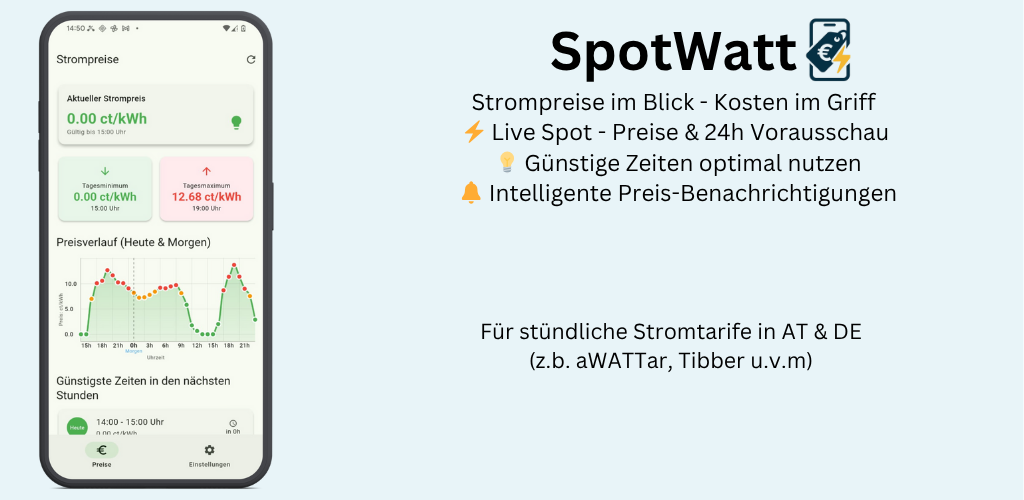 14:50
Strompreise
Aktueller Strompreis
0.00 ct/kWh
Gültig bis 15:00 Uhr
Tagesminimum
0.00 ct/kWh
15:00 Uhr
Tagesmaximum
12.68 ct/kWh
19:00 Uhr
Preisverlauf (Heute & Morgen)
Preis: ct/kWh
10.0
5.0
0.0
15h 18h 21h 0h 3h 6h 9h 12h 15h 18h 21h
Morgen
Uhrzeit
Günstigste Zeiten in den nächsten
Stunden
Heute
14:00 - 15:00 Uhr
0.00 ct/kWh
in 0h
Preise
Einstellungen
SpotWatt
Strompreise im Blick - Kosten im Griff
⚡ Live Spot - Preise & 24h Vorausschau
💡 Günstige Zeiten optimal nutzen
🔔 Intelligente Preis-Benachrichtigungen
Für stündliche Stromtarife in AT & DE
(z.b. aWATTar, Tibber u.v.m)